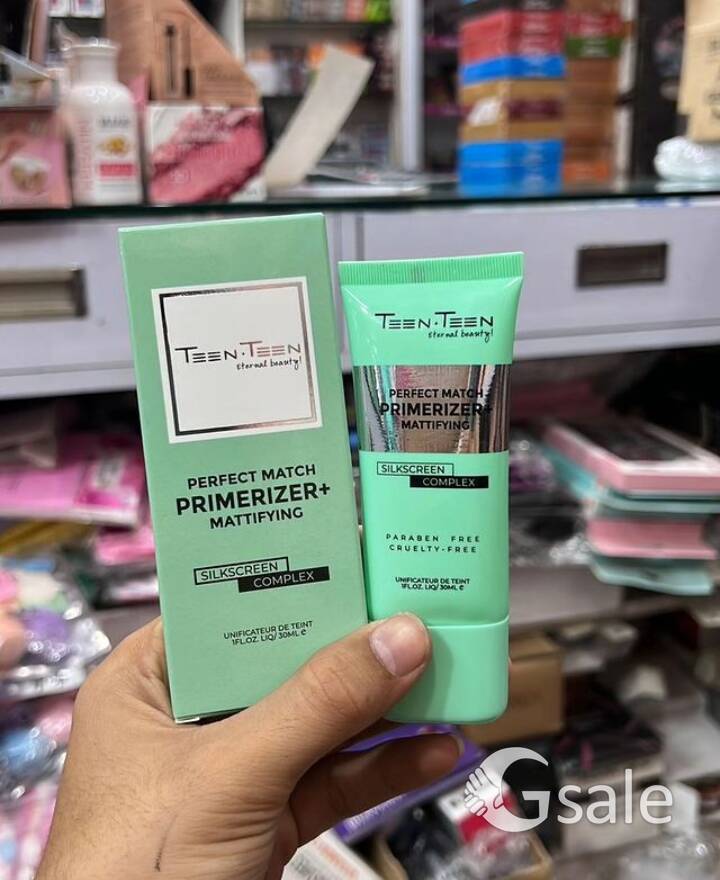 TEEN·TEEN
Eternal beauty!
PERFECT MATCH
PRIMERIZER+
MATTIFYING
SILKSCREEN
COMPLEX
UNIFICATEUR DE TEINT
1FL.OZ. LIQ/ 30ML e
TEEN·TEEN
Eternal beauty!
PERFECT MATCH
PRIMERIZER+
MATTIFYING
SILKSCREEN
COMPLEX
PARABEN FREE
CRUELTY-FREE
UNIFICATEUR DE TEINT
1FL.OZ. LIQ/ 30ML e
Gsale